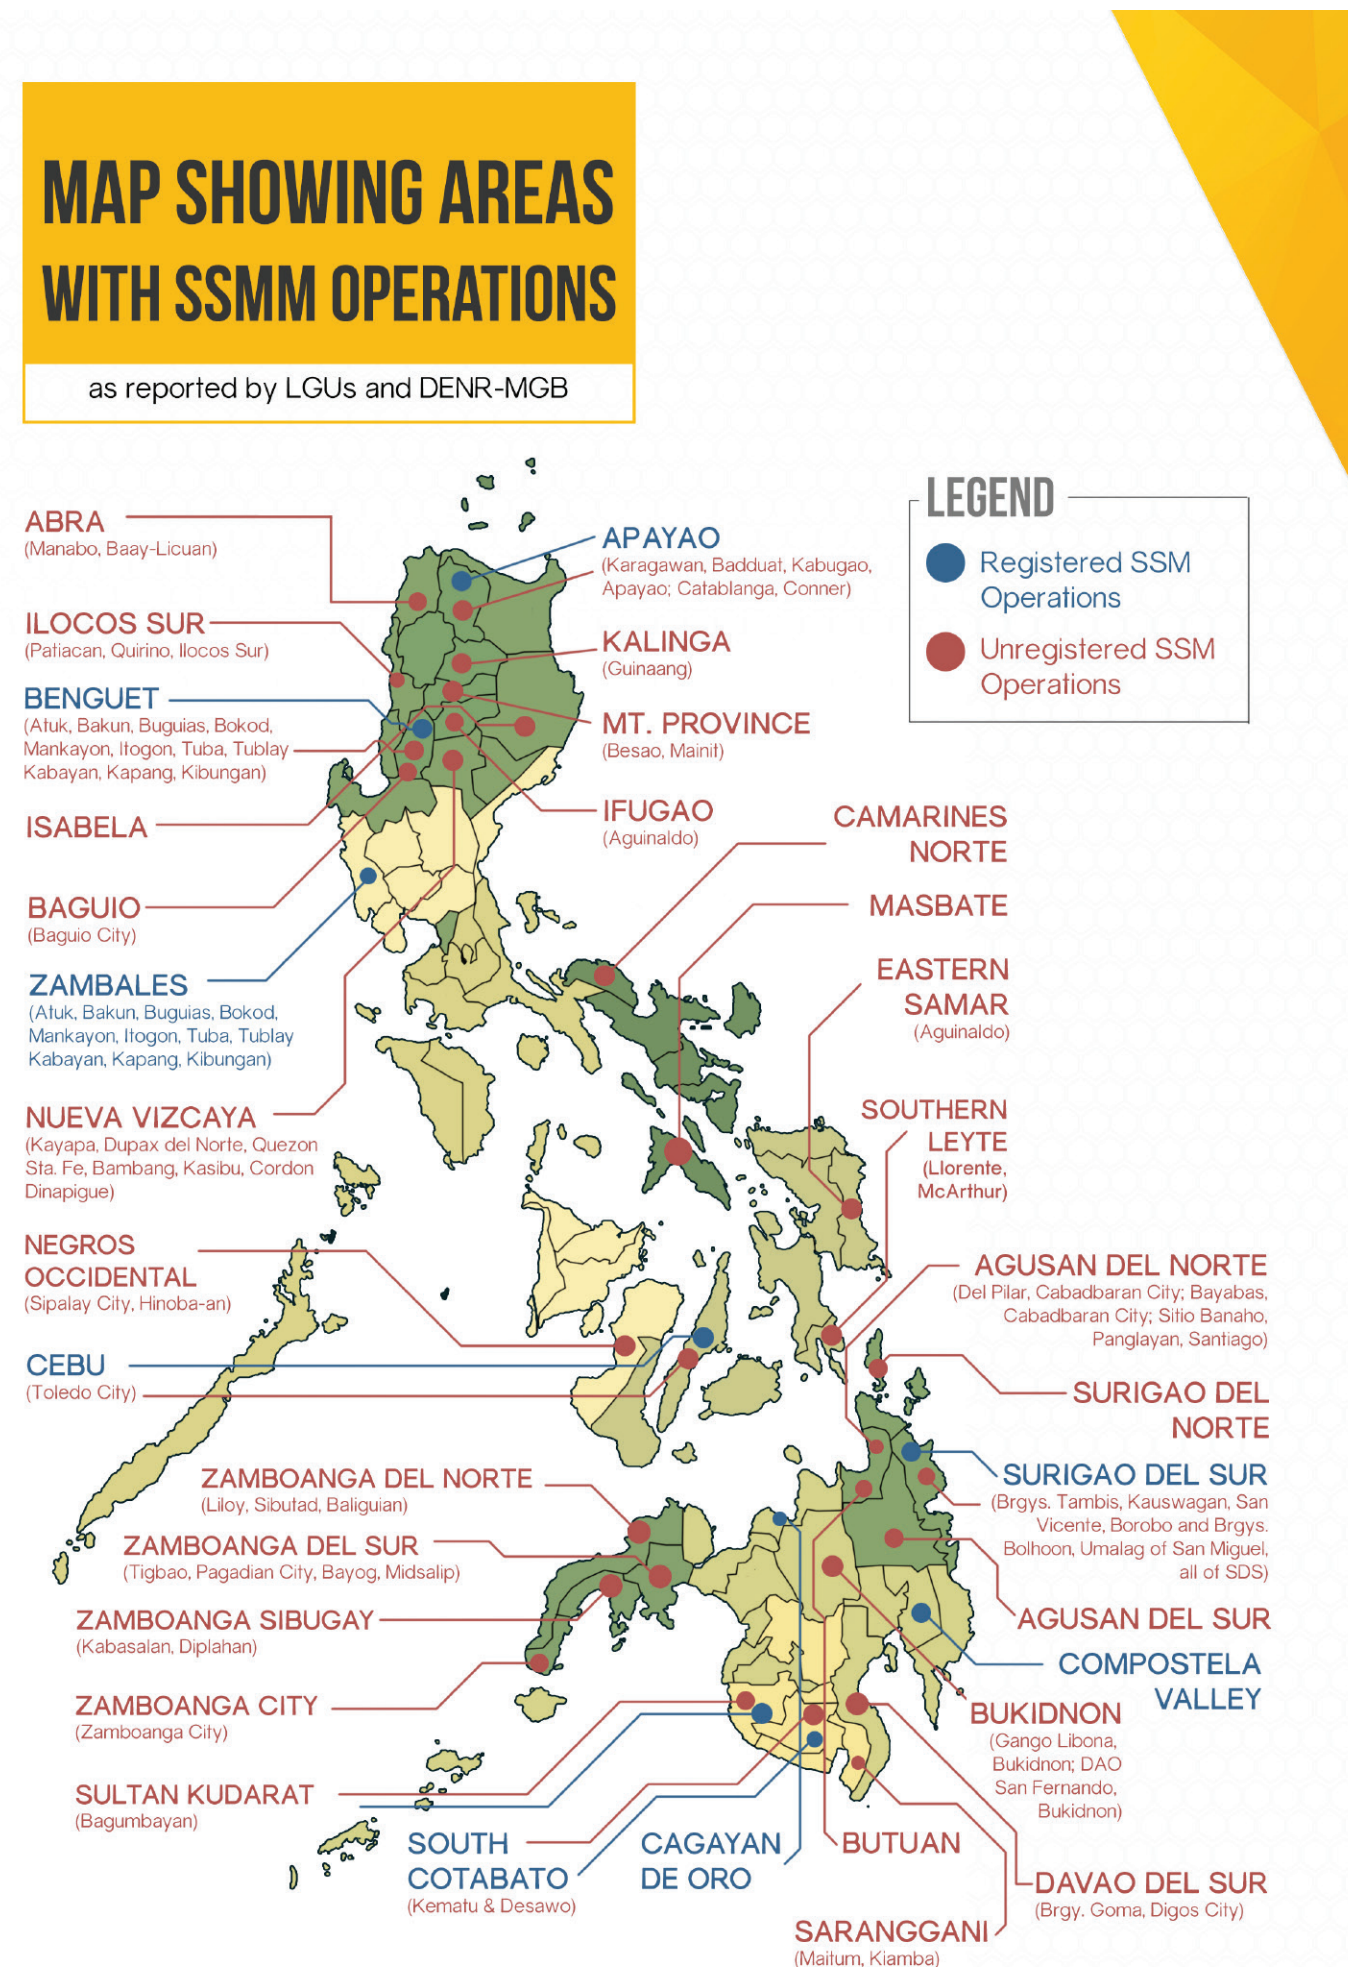 MAP SHOWING AREAS
WITH SSMM OPERATIONS
as reported by LGUs and DENR-MGB
LEGEND
Registered SSM
Operations
Unregistered SSM
Operations
ABRA
(Manabo, Baay-Licuan)
ILOCOS SUR
(Patiacan, Quirino, Ilocos Sur)
BENGUET
(Atuk, Bakun, Buguias, Bokod,
Mankayon, Itogon, Tuba, Tublay
Kabayan, Kapang, Kibungan)
ISABELA
BAGUIO
(Baguio City)
ZAMBALES
(Atuk, Bakun, Buguias, Bokod,
Mankayon, Itogon, Tuba, Tublay
Kabayan, Kapang, Kibungan)
NUEVA VIZCAYA
(Kayapa, Dupax del Norte, Quezon
Sta. Fe, Bambang, Kasibu, Cordon
Dinapigue)
NEGROS
OCCIDENTAL
(Sipalay City, Hinoba-an)
CEBU
(Toledo City)
APAYAO
(Karagawan, Badduat, Kabugao,
Apayao; Catablanga, Conner)
KALINGA
(Guinaang)
MT. PROVINCE
(Besao, Mainit)
IFUGAO
(Aguinaldo)
CAMARINES
NORTE
MASBATE
EASTERN
SAMAR
(Aguinaldo)
SOUTHERN
LEYTE
(Llorente,
McArthur)
AGUSAN DEL NORTE
(Del Pilar, Cabadbaran City; Bayabas,
Cabadbaran City; Sitio Banaho,
Panglayan, Santiago)
SURIGAO DEL
NORTE
SURIGAO DEL SUR
(Brgys. Tambis, Kauswagan, San
Vicente, Borobo and Brgys.
Bolhoon, Umalag of San Miguel,
all of SDS)
AGUSAN DEL SUR
COMPOSTELA
VALLEY
BUKIDNON
(Gango Libona,
Bukidnon; DAO
San Fernando,
Bukidnon)
ZAMBOANGA DEL NORTE
(Liloy, Sibutad, Baliguian)
ZAMBOANGA DEL SUR
(Tigbao, Pagadian City, Bayog, Midsalip)
ZAMBOANGA SIBUGAY
(Kabasalan, Diplahan)
ZAMBOANGA CITY
(Zamboanga City)
SULTAN KUDARAT
(Bagumbayan)
SOUTH
COTABATO
(Kematu & Desawo)
CAGAYAN
DE ORO
BUTUAN
DAVAO DEL SUR
(Brgy. Goma, Digos City)
SARANGGANI
(Maitum, Kiamba)